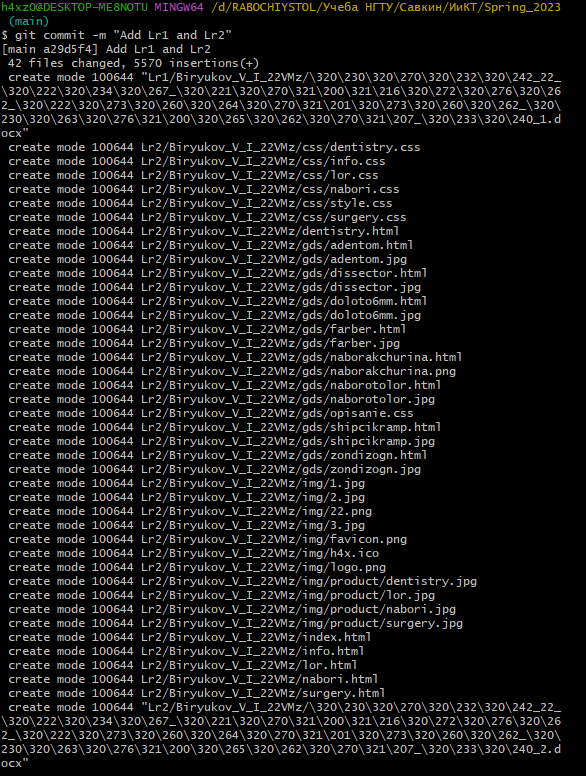 h4xz0@DESKTOP-ME8NOTU MINGW64 /d/RABOCHIYSTOL/Учеба НГТУ/Савкин/ИиКТ/Spring_2023
(main)
$ git commit -m "Add Lr1 and Lr2"
[main a29d5f4] Add Lr1 and Lr2
 42 files changed, 5570 insertions(+)
 create mode 100644 "Lr1/Biryukov_V_I_22VMz/\320\230\320\270\320\232\320\242_22_
\320\222\320\234\320\267_\320\221\320\270\321\200\321\216\320\272\320\276\320\26
2_\320\222\320\273\320\260\320\264\320\270\321\201\320\273\320\260\320\262_\320\
230\320\263\320\276\321\200\320\265\320\262\320\270\321\207_\320\233\320\240_1.d
ocx"
 create mode 100644 Lr2/Biryukov_V_I_22VMz/css/dentistry.css
 create mode 100644 Lr2/Biryukov_V_I_22VMz/css/info.css
 create mode 100644 Lr2/Biryukov_V_I_22VMz/css/lor.css
 create mode 100644 Lr2/Biryukov_V_I_22VMz/css/nabori.css
 create mode 100644 Lr2/Biryukov_V_I_22VMz/css/style.css
 create mode 100644 Lr2/Biryukov_V_I_22VMz/css/surgery.css
 create mode 100644 Lr2/Biryukov_V_I_22VMz/dentistry.html
 create mode 100644 Lr2/Biryukov_V_I_22VMz/gds/adentom.html
 create mode 100644 Lr2/Biryukov_V_I_22VMz/gds/adentom.jpg
 create mode 100644 Lr2/Biryukov_V_I_22VMz/gds/dissector.html
 create mode 100644 Lr2/Biryukov_V_I_22VMz/gds/dissector.jpg
 create mode 100644 Lr2/Biryukov_V_I_22VMz/gds/doloto6mm.html
 create mode 100644 Lr2/Biryukov_V_I_22VMz/gds/doloto6mm.jpg
 create mode 100644 Lr2/Biryukov_V_I_22VMz/gds/farber.html
 create mode 100644 Lr2/Biryukov_V_I_22VMz/gds/farber.jpg
 create mode 100644 Lr2/Biryukov_V_I_22VMz/gds/naborakchurina.html
 create mode 100644 Lr2/Biryukov_V_I_22VMz/gds/naborakchurina.png
 create mode 100644 Lr2/Biryukov_V_I_22VMz/gds/naborotolor.html
 create mode 100644 Lr2/Biryukov_V_I_22VMz/gds/naborotolor.jpg
 create mode 100644 Lr2/Biryukov_V_I_22VMz/gds/opisanie.css
 create mode 100644 Lr2/Biryukov_V_I_22VMz/gds/shipcikramp.html
 create mode 100644 Lr2/Biryukov_V_I_22VMz/gds/shipcikramp.jpg
 create mode 100644 Lr2/Biryukov_V_I_22VMz/gds/zondizogn.html
 create mode 100644 Lr2/Biryukov_V_I_22VMz/gds/zondizogn.jpg
 create mode 100644 Lr2/Biryukov_V_I_22VMz/img/1.jpg
 create mode 100644 Lr2/Biryukov_V_I_22VMz/img/2.jpg
 create mode 100644 Lr2/Biryukov_V_I_22VMz/img/22.png
 create mode 100644 Lr2/Biryukov_V_I_22VMz/img/3.jpg
 create mode 100644 Lr2/Biryukov_V_I_22VMz/img/favicon.png
 create mode 100644 Lr2/Biryukov_V_I_22VMz/img/h4x.ico
 create mode 100644 Lr2/Biryukov_V_I_22VMz/img/logo.png
 create mode 100644 Lr2/Biryukov_V_I_22VMz/img/product/dentistry.jpg
 create mode 100644 Lr2/Biryukov_V_I_22VMz/img/product/lor.jpg
 create mode 100644 Lr2/Biryukov_V_I_22VMz/img/product/nabori.jpg
 create mode 100644 Lr2/Biryukov_V_I_22VMz/img/product/surgery.jpg
 create mode 100644 Lr2/Biryukov_V_I_22VMz/index.html
 create mode 100644 Lr2/Biryukov_V_I_22VMz/info.html
 create mode 100644 Lr2/Biryukov_V_I_22VMz/lor.html
 create mode 100644 Lr2/Biryukov_V_I_22VMz/nabori.html
 create mode 100644 Lr2/Biryukov_V_I_22VMz/surgery.html
 create mode 100644 "Lr2/Biryukov_V_I_22VMz/\320\230\320\270\320\232\320\242_22_
\320\222\320\234\320\267_\320\221\320\270\321\200\321\216\320\272\320\276\320\26
2_\320\222\320\273\320\260\320\264\320\270\321\201\320\273\320\260\320\262_\320\
230\320\263\320\276\321\200\320\265\320\262\320\270\321\207_\320\233\320\240_2.d
ocx"